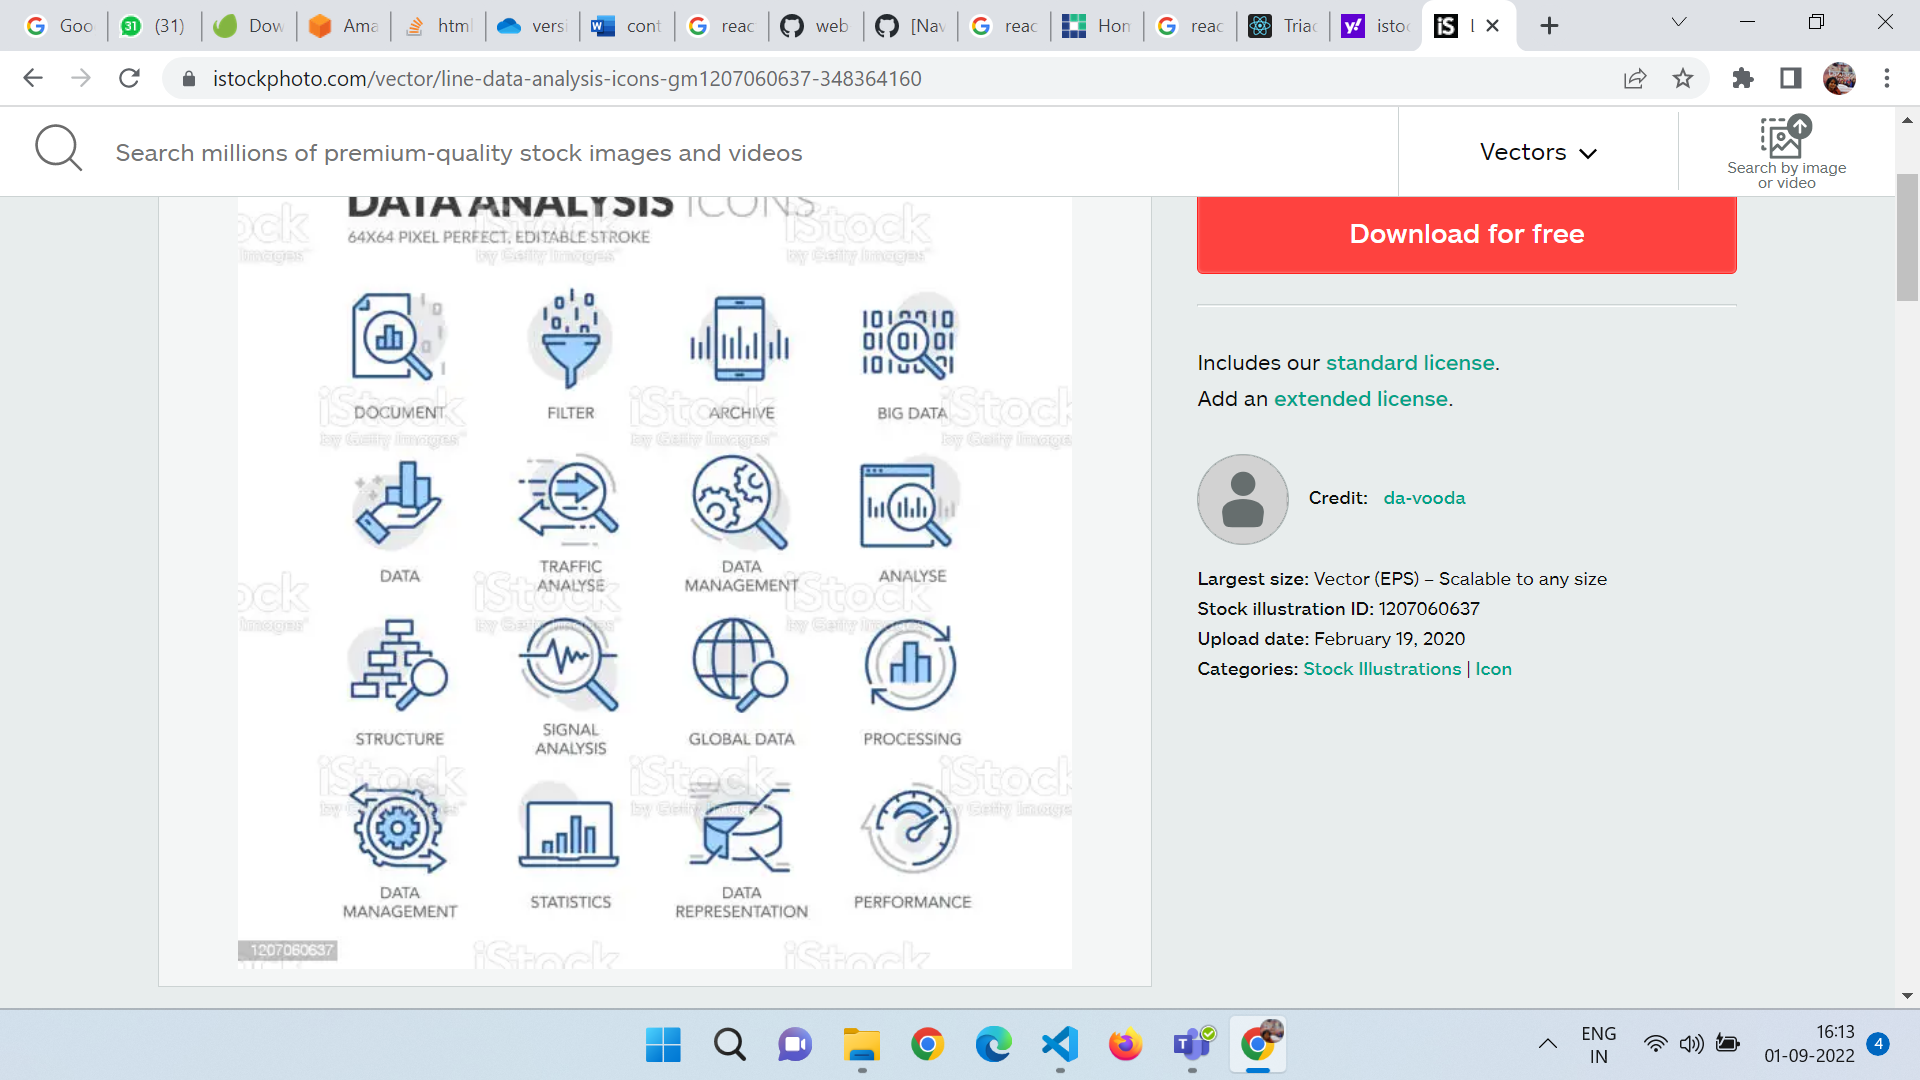 Goo
(31)
Dow
Ama
html
versi
cont
reac
web
[Nav
reac
Hom
reac
Triac
isto
istockphoto.com/vector/line-data-analysis-icons-gm1207060637-348364160
Search millions of premium-quality stock images and videos
Vectors
Search by image
or video
DATA ANALYSIS ICONS
64X64 PIXEL PERFECT, EDITABLE STROKE
DOCUMENT
FILTER
ARCHIVE
BIG DATA
DATA
TRAFFIC
ANALYSE
DATA
MANAGEMENT
ANALYSE
STRUCTURE
SIGNAL
ANALYSIS
GLOBAL DATA
PROCESSING
DATA
MANAGEMENT
STATISTICS
DATA
REPRESENTATION
PERFORMANCE
iStock
by Getty Images™
1207060637
Download for free
Includes our standard license.
Add an extended license.
Credit: da-vooda
Largest size: Vector (EPS) – Scalable to any size
Stock illustration ID: 1207060637
Upload date: February 19, 2020
Categories: Stock Illustrations | Icon
ENG
IN
16:13
01-09-2022
4